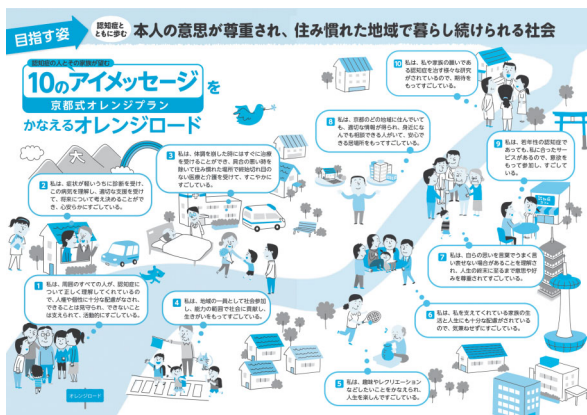 目指す姿
認知症と
ともに歩む
本人の意思が尊重され、住み慣れた地域で暮らし続けられる社会
認知症の人とその家族が望む
10のアイメッセージを
京都式オレンジプラン
かなえるオレンジロード
大
1 私は、周囲のすべての人が、認知症に
ついて正しく理解してくれているの
で、人権や個性に十分な配慮がなされ、
できることは見守られ、できないこと
は支えられて、活動的にすごしている。
2 私は、症状が軽いうちに診断を受け、
この病気を理解し、適切な支援を受け
て、将来について考え決めることがで
き、心安らかにすごしている。
3 私は、体調を崩した時にはすぐに治療
を受けることができ、具合の悪い時を
除いて住み慣れた場所で終始切れ目の
ない医療と介護を受けて、すこやかに
すごしている。
4 私は、地域の一員として社会参加
し、能力の範囲で社会に貢献し、
生きがいをもってすごしている。
5 私は、趣味やレクリエーション
などしたいことをかなえられ、
人生を楽しんですごしている。
6 私は、私を支えてくれている家族の生
活と人生にも十分な配慮がされている
ので、気兼ねせずにすごしている。
7 私は、自らの思いを言葉でうまく言
い表せない場合があることを理解さ
れ、人生の終末に至るまで意思や好
みを尊重されてすごしている。
8 私は、京都のどの地域に住んでいて
も、適切な情報が得られ、身近にな
んでも相談できる人がいて、安心で
きる居場所をもってすごしている。
9 私は、若年性の認知症で
あっても、私に合ったサー
ビスがあるので、意欲を
もって参加し、すごしてい
る。
10 私は、私や家族の願いであ
る認知症を治す様々な研究
がされているので、期待を
もってすごしている。
オレンジロード